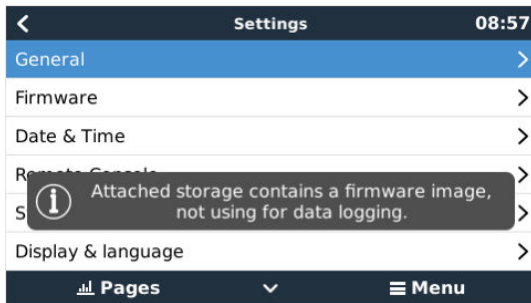 Settings
08:57
General
Firmware
Date & Time
Attached storage contains a firmware image,
not using for data logging.
S
Display & language
Pages
Menu